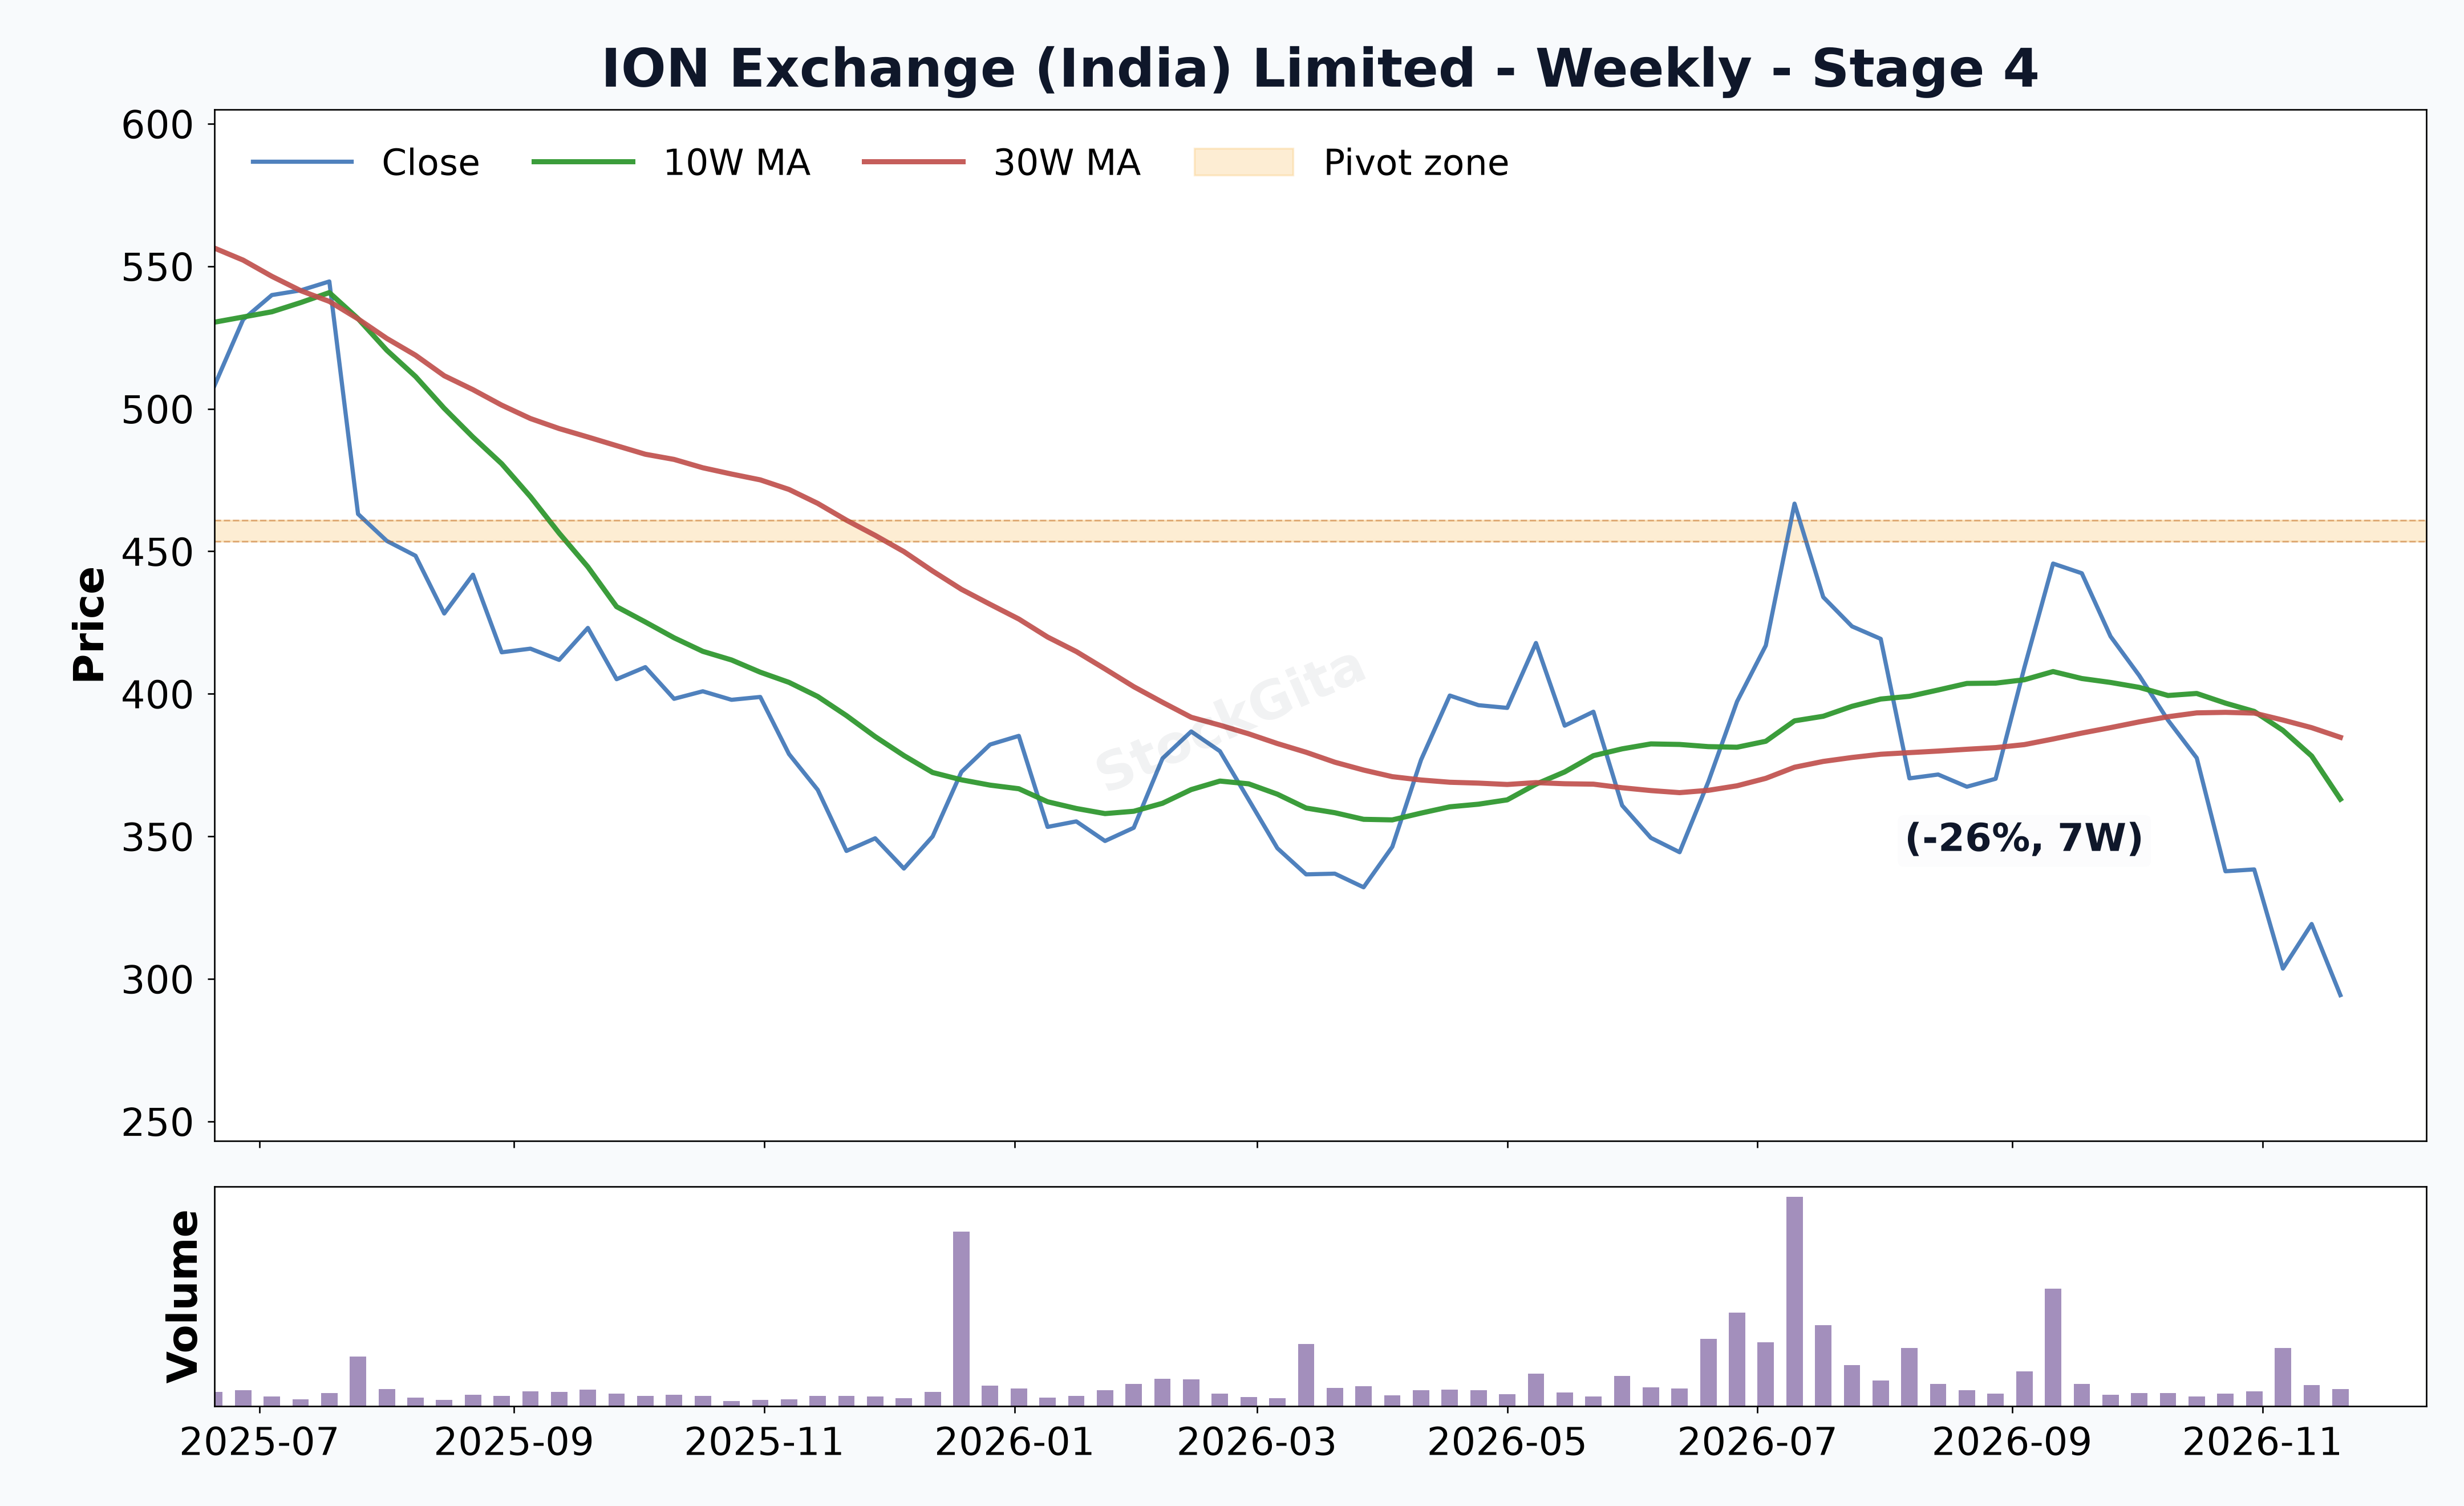 ION Exchange (India) Limited - Weekly - Stage 4
Close 10W MA 30W MA Pivot zone
600
550
500
450
400
350
300
250
Price
StockGita
(-26%, 7W)
Volume
2025-07 2025-09 2025-11 2026-01 2026-03 2026-05 2026-07 2026-09 2026-11